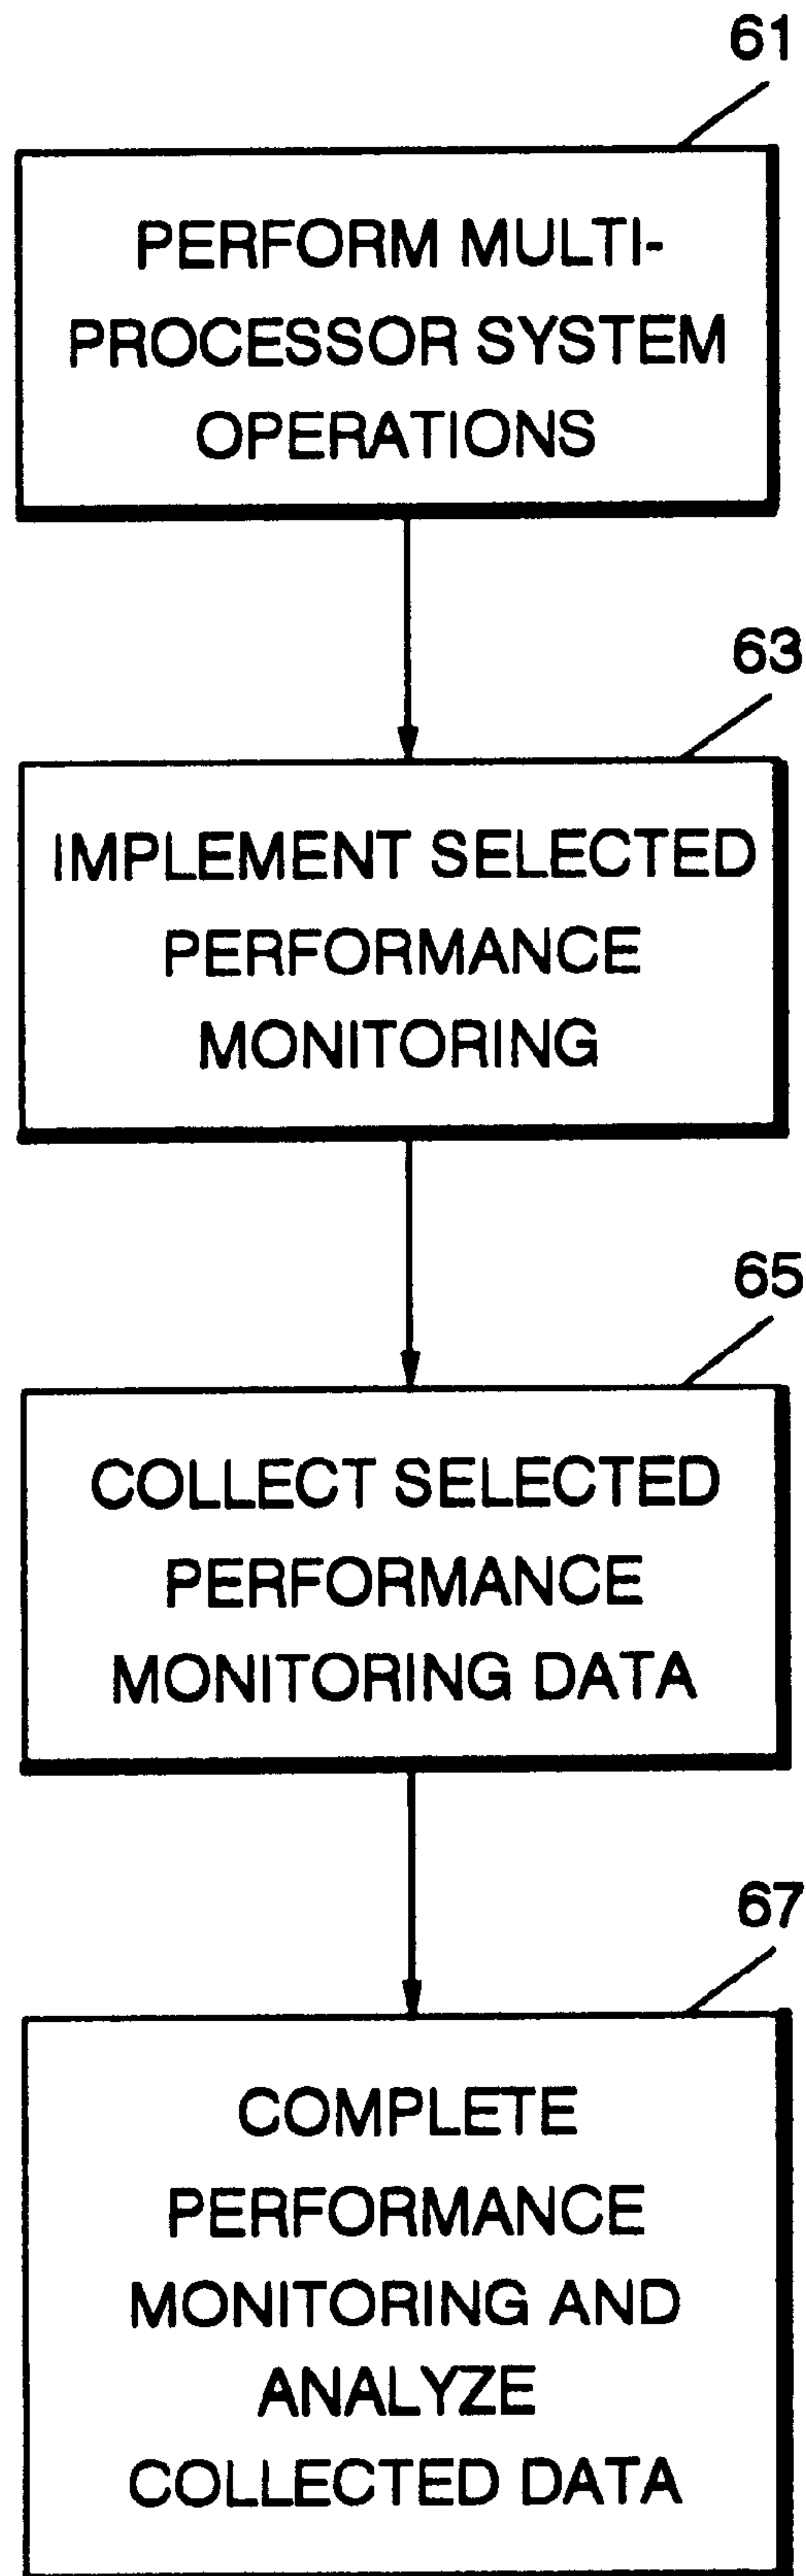 61
PERFORM MULTI-
PROCESSOR SYSTEM
OPERATIONS
63
IMPLEMENT SELECTED
PERFORMANCE
MONITORING
65
COLLECT SELECTED
PERFORMANCE
MONITORING DATA
67
COMPLETE
PERFORMANCE
MONITORING AND
ANALYZE
COLLECTED DATA